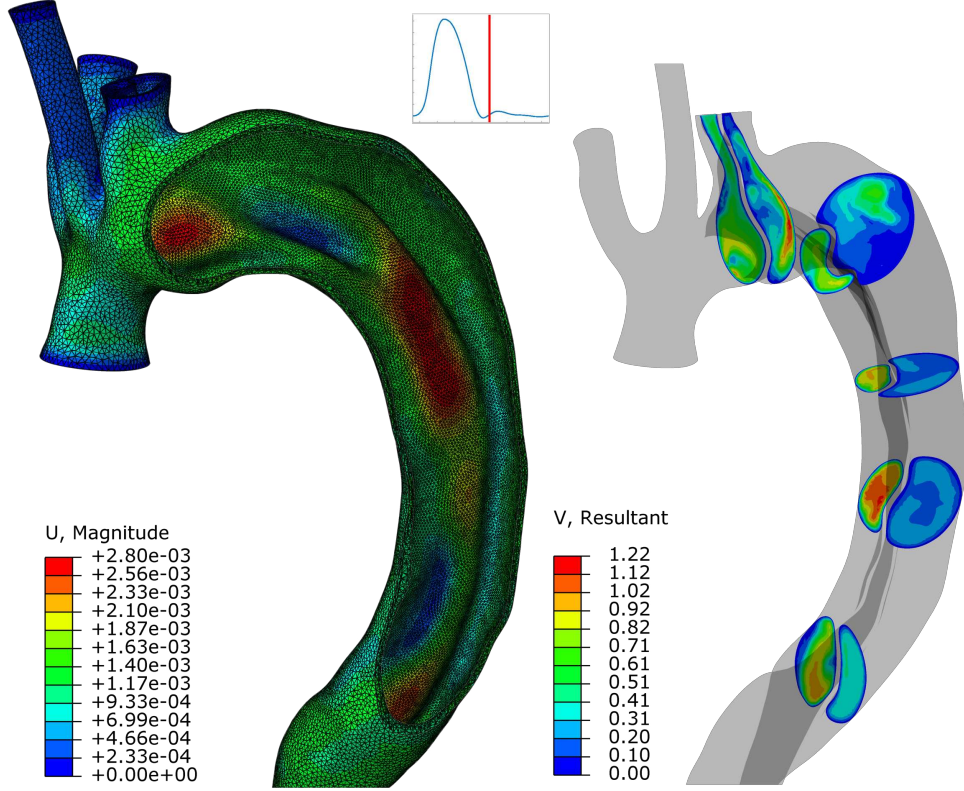 U, Magnitude
+2.80e-03
+2.56e-03
+2.33e-03
+2.10e-03
+1.87e-03
+1.63e-03
+1.40e-03
+1.17e-03
+9.33e-04
+6.99e-04
+4.66e-04
+2.33e-04
+0.00e+00
V, Resultant
1.22
1.12
1.02
0.92
0.82
0.71
0.61
0.51
0.41
0.31
0.20
0.10
0.00